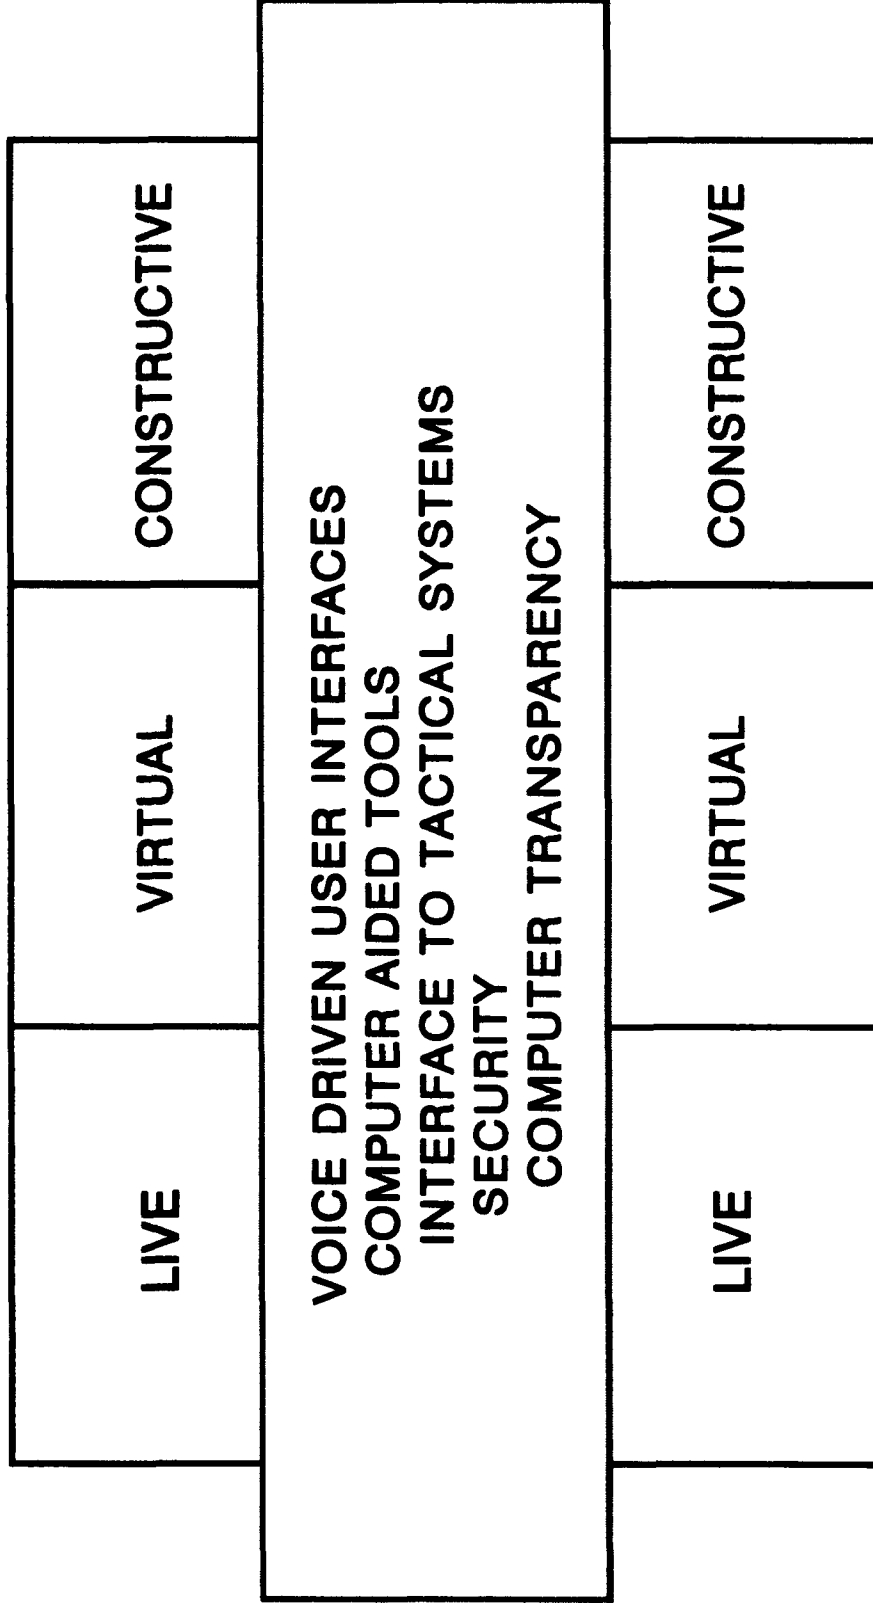 LIVE
VIRTUAL
CONSTRUCTIVE
VOICE DRIVEN USER INTERFACES
COMPUTER AIDED TOOLS
INTERFACE TO TACTICAL SYSTEMS
SECURITY
COMPUTER TRANSPARENCY
LIVE
VIRTUAL
CONSTRUCTIVE